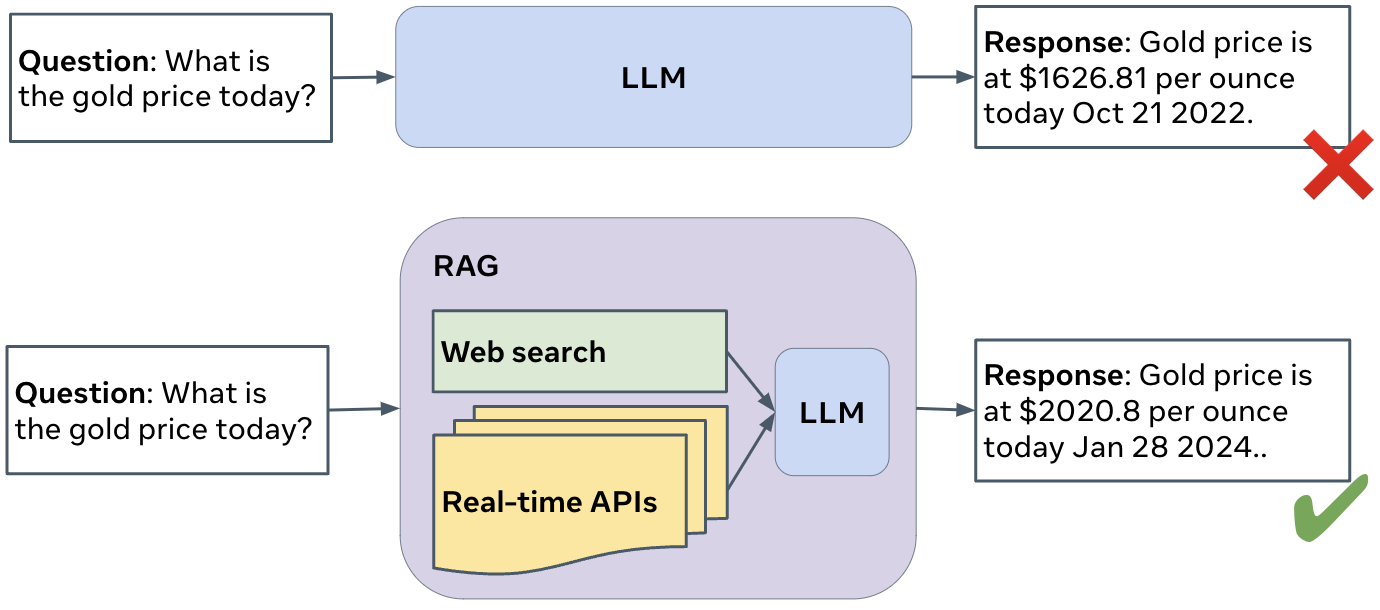 Question: What is
the gold price today?
LLM
Response: Gold price is
at $1626.81 per ounce
today Oct 21 2022.
RAG
Web search
Real-time APIs
LLM
Question: What is
the gold price today?
Response: Gold price is
at $2020.8 per ounce
today Jan 28 2024..